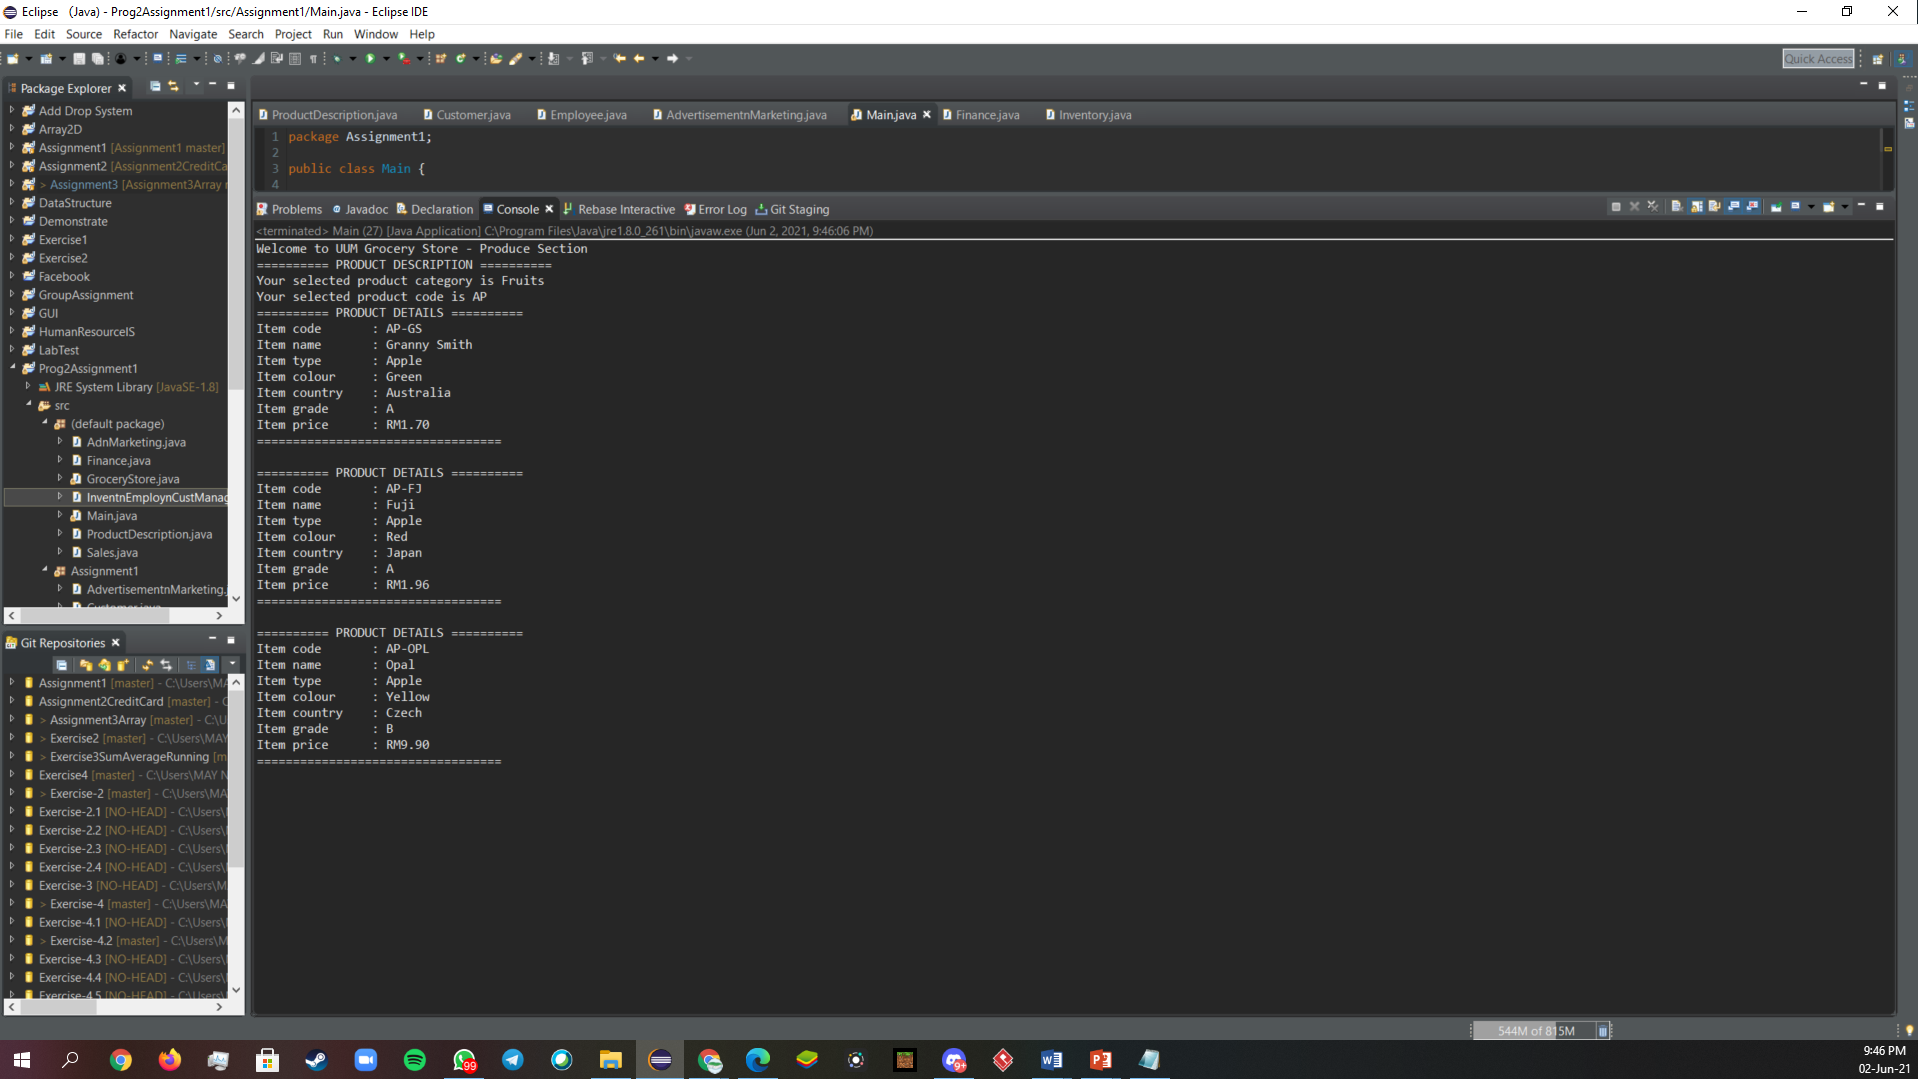 Eclipse (Java) - Prog2Assignment1/src/Assignment1/Main.java - Eclipse IDE
File Edit Source Refactor Navigate Search Project Run Window Help
Quick Access
Package Explorer
Add Drop System
Array2D
Assignment1 [Assignment1 master]
Assignment2 [Assignment2CreditCa
> Assignment3 [Assignment3Array
DataStructure
Demonstrate
Exercise1
Exercise2
Facebook
GroupAssignment
GUI
HumanResourceIS
LabTest
Prog2Assignment1
JRE System Library [JavaSE-1.8]
src
(default package)
AdnMarketing.java
Finance.java
GroceryStore.java
InventnEmploynCustManag
Main.java
ProductDescription.java
Sales.java
Assignment1
AdvertisementnMarketing.
Customer.java
Git Repositories
Assignment1 [master] - C:\Users\MA
Assignment2CreditCard [master] - C
> Assignment3Array [master] - C:\U
> Exercise2 [master] - C:\Users\MAY
> Exercise3SumAverageRunning [m
Exercise4 [master] - C:\Users\MAY N
> Exercise-2 [master] - C:\Users\MA
Exercise-2.1 [NO-HEAD] - C:\Users\
Exercise-2.2 [NO-HEAD] - C:\Users\
Exercise-2.3 [NO-HEAD] - C:\Users\
Exercise-2.4 [NO-HEAD] - C:\Users\
Exercise-3 [NO-HEAD] - C:\Users\M
> Exercise-4 [master] - C:\Users\MA
Exercise-4.1 [NO-HEAD] - C:\Users\
> Exercise-4.2 [master] - C:\Users\M
Exercise-4.3 [NO-HEAD] - C:\Users\
Exercise-4.4 [NO-HEAD] - C:\Users\
Exercise-4.5 [NO-HEAD] - C:\Users\
ProductDescription.java Customer.java Employee.java AdvertisementnMarketing.java Main.java Finance.java Inventory.java
1 package Assignment1;
2
3 public class Main {
4
Problems Javadoc Declaration Console Rebase Interactive Error Log Git Staging
<terminated> Main (27) [Java Application] C:\Program Files\Java\jre1.8.0_261\bin\javaw.exe (Jun 2, 2021, 9:46:06 PM)
Welcome to UUM Grocery Store - Produce Section
========== PRODUCT DESCRIPTION ==========
Your selected product category is Fruits
Your selected product code is AP
========== PRODUCT DETAILS ==========
Item code : AP-GS
Item name : Granny Smith
Item type : Apple
Item colour : Green
Item country : Australia
Item grade : A
Item price : RM1.70
==================================
========== PRODUCT DETAILS ==========
Item code : AP-FJ
Item name : Fuji
Item type : Apple
Item colour : Red
Item country : Japan
Item grade : A
Item price : RM1.96
==================================
========== PRODUCT DETAILS ==========
Item code : AP-OPL
Item name : Opal
Item type : Apple
Item colour : Yellow
Item country : Czech
Item grade : B
Item price : RM9.90
==================================
544M of 815M
99
9+
9:46 PM
02-Jun-21